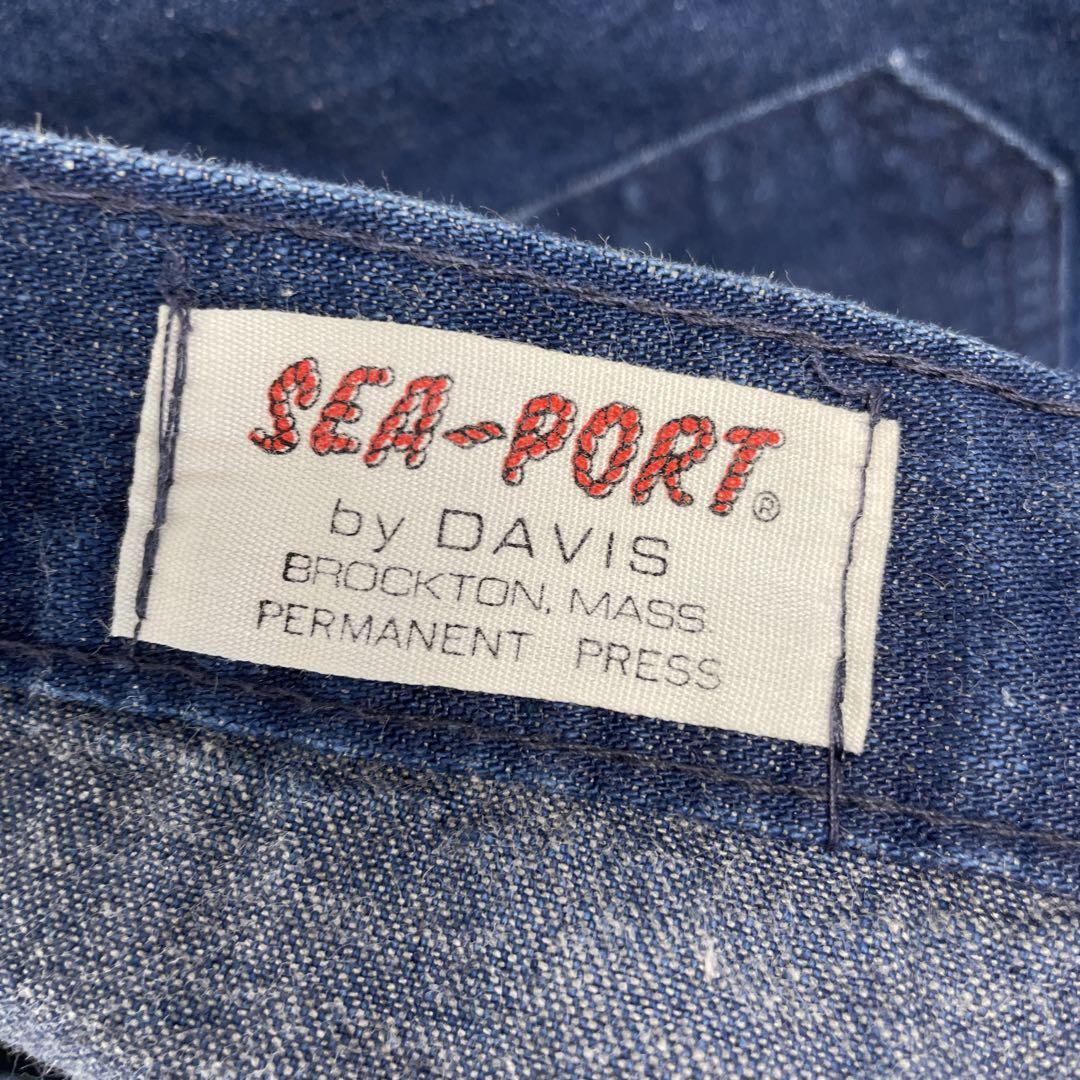 SEA-PORT®
by DAVIS
BROCKTON, MASS.
PERMANENT PRESS